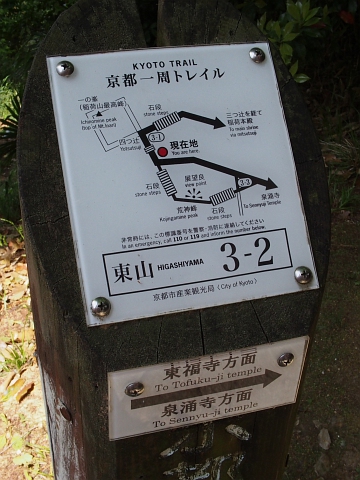 KYOTO TRAIL
京都一周トレイル
一の峯
(稲荷山最高峰)
Ichinomine peak
(top of Mt.Inari)
石段
stone steps
三つ辻を経て
稲荷本殿
To main shrine
via mitsutsuji
3-1
四つ辻
Yotsutsuji
現在地
You are here.
石段
stone steps
展望良
view point
3-3
泉涌寺
To Sennyuji Temple
荒神峰
Kojingamine peak
石段
stone steps
非常時には、この標識番号を警察・消防に連絡してください
In an emergency, call 110 or 119 and inform the number below.
東山 HIGASHIYAMA 3-2
京都市産業観光局 (City of Kyoto)
東福寺方面
To Tofuku-ji temple
泉涌寺方面
To Sennyu-ji temple